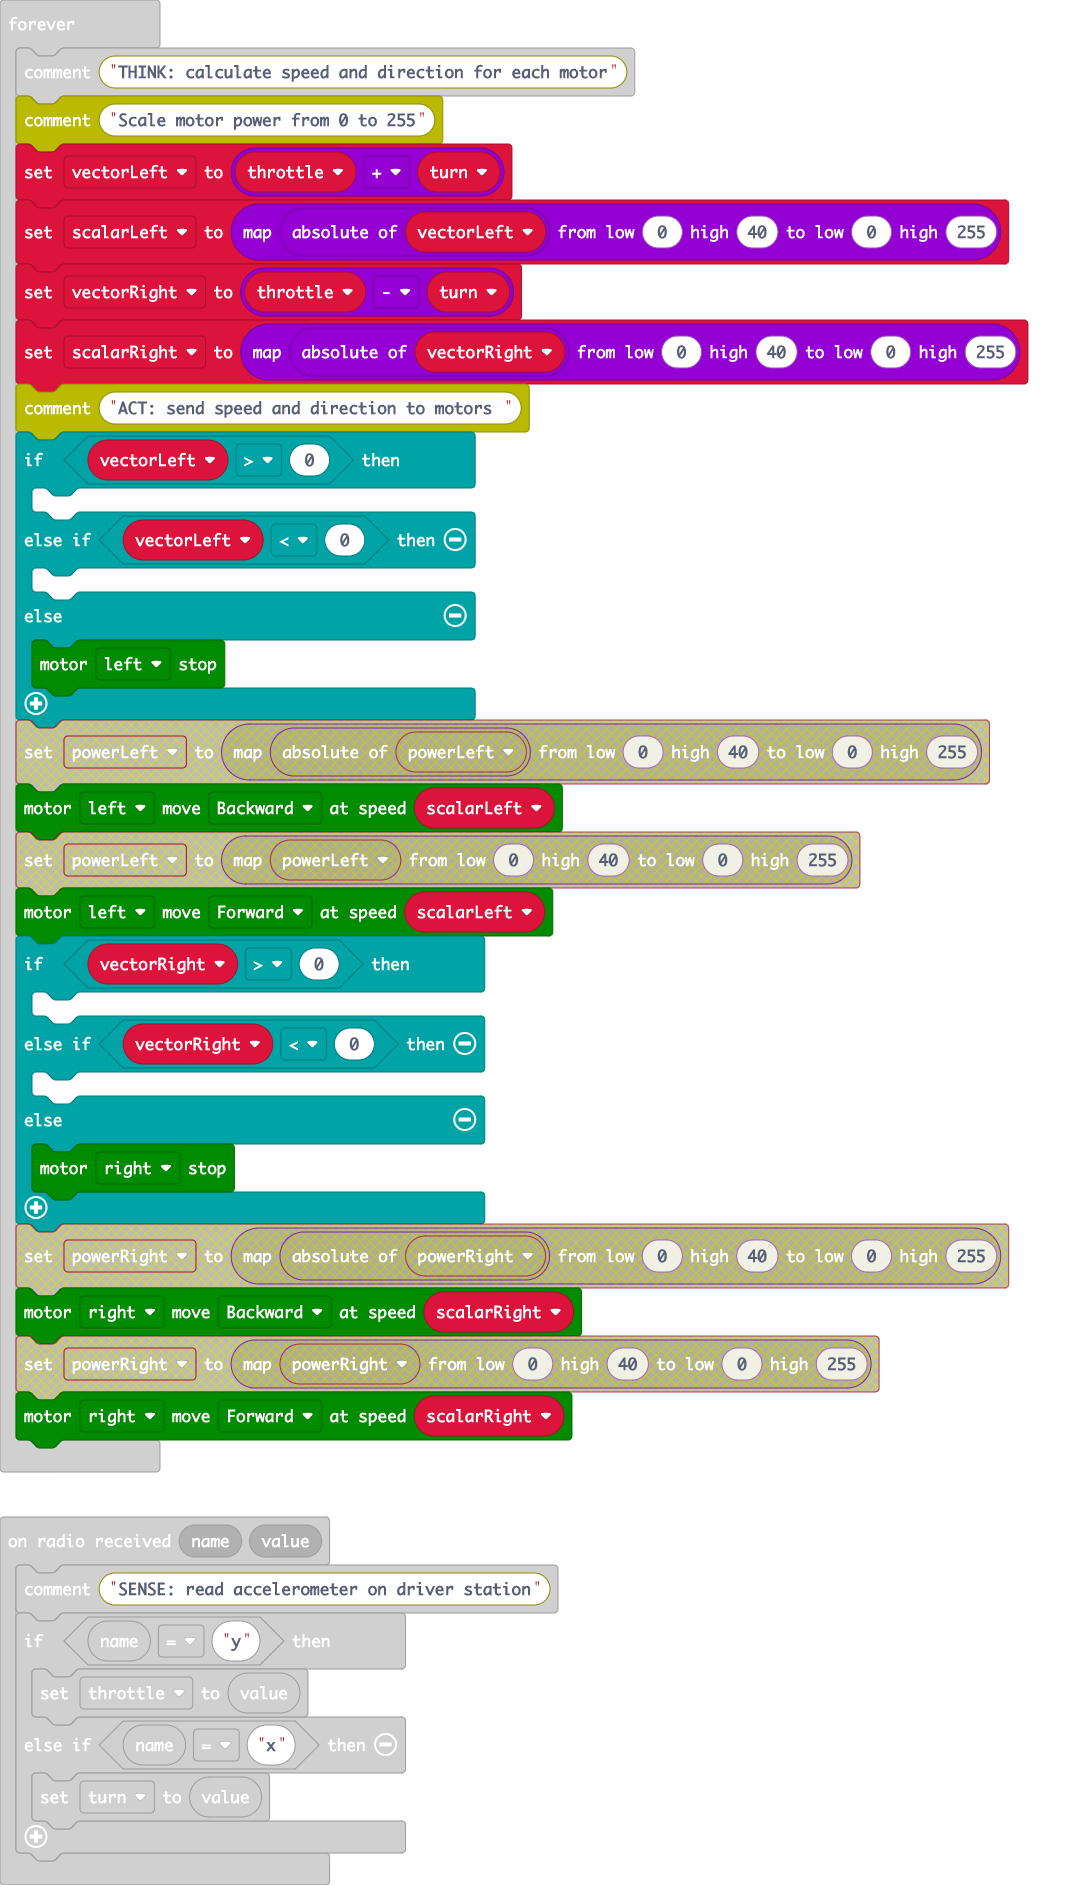 forever
comment "THINK: calculate speed and direction for each motor"
comment "Scale motor power from 0 to 255"
set vectorLeft to throttle + turn
set scalarLeft to map absolute of vectorLeft from low 0 high 40 to low 0 high 255
set vectorRight to throttle - turn
set scalarRight to map absolute of vectorRight from low 0 high 40 to low 0 high 255
comment "ACT: send speed and direction to motors "
if vectorLeft > 0 then
else if vectorLeft < 0 then
else
motor left stop
set powerLeft to map absolute of powerLeft from low 0 high 40 to low 0 high 255
motor left move Backward at speed scalarLeft
set powerLeft to map powerLeft from low 0 high 40 to low 0 high 255
motor left move Forward at speed scalarLeft
if vectorRight > 0 then
else if vectorRight < 0 then
else
motor right stop
set powerRight to map absolute of powerRight from low 0 high 40 to low 0 high 255
motor right move Backward at speed scalarRight
set powerRight to map powerRight from low 0 high 40 to low 0 high 255
motor right move Forward at speed scalarRight
on radio received name value
comment "SENSE: read accelerometer on driver station"
if name = "y" then
set throttle to value
else if name = "x" then
set turn to value